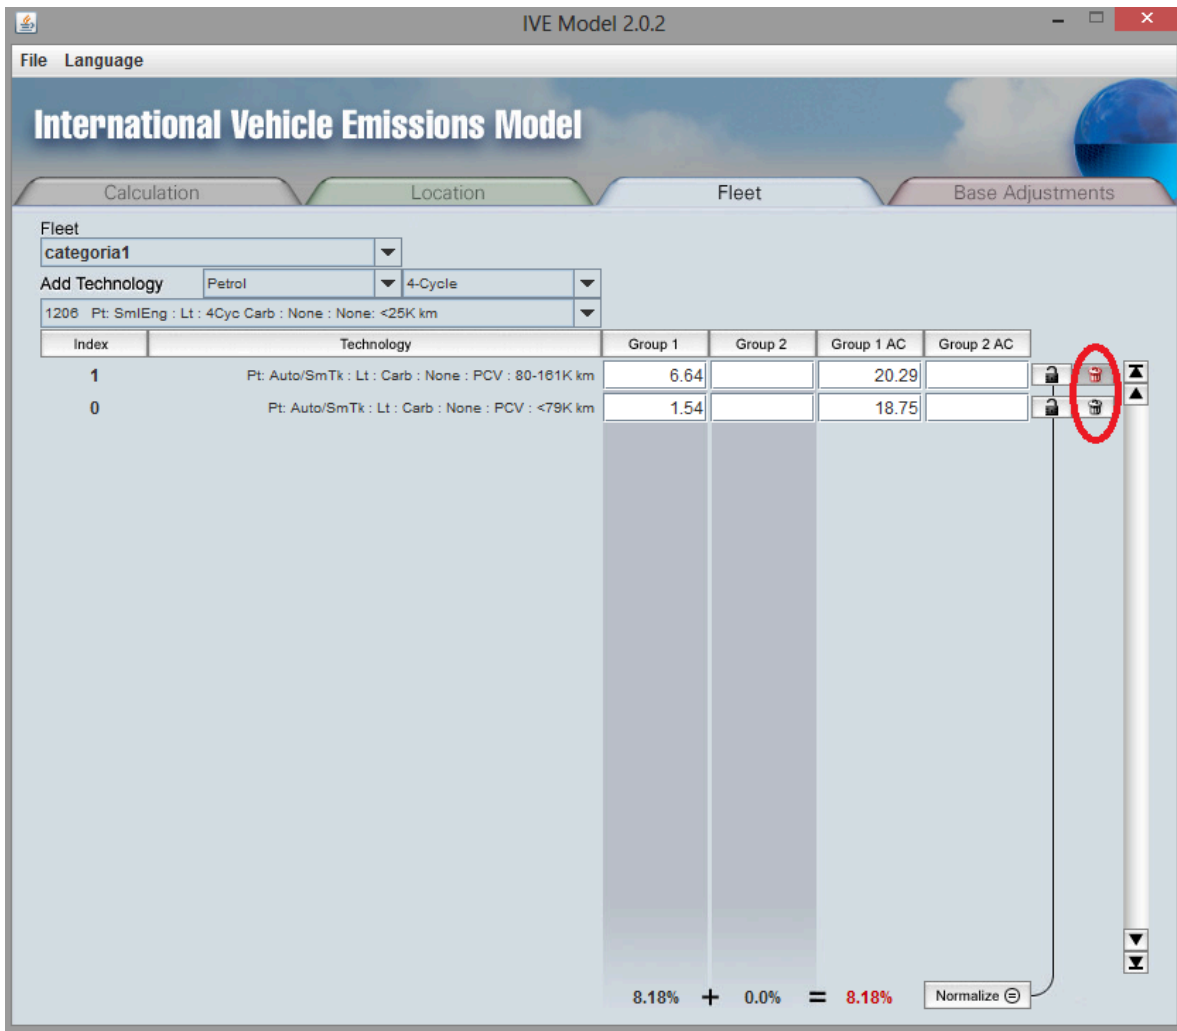 IVE Model 2.0.2
File Language
International Vehicle Emissions Model
Calculation Location Fleet Base Adjustments
Fleet
categoria1
Add Technology Petrol 4-Cycle
1206 Pt: SmlEng : Lt : 4Cyc Carb : None : None: <25K km
Index Technology Group 1 Group 2 Group 1 AC Group 2 AC
1 Pt: Auto/SmTk : Lt : Carb : None : PCV : 80-161K km 6.64 20.29
0 Pt: Auto/SmTk : Lt : Carb : None : PCV : <79K km 1.54 18.75
8.18% + 0.0% = 8.18% Normalize